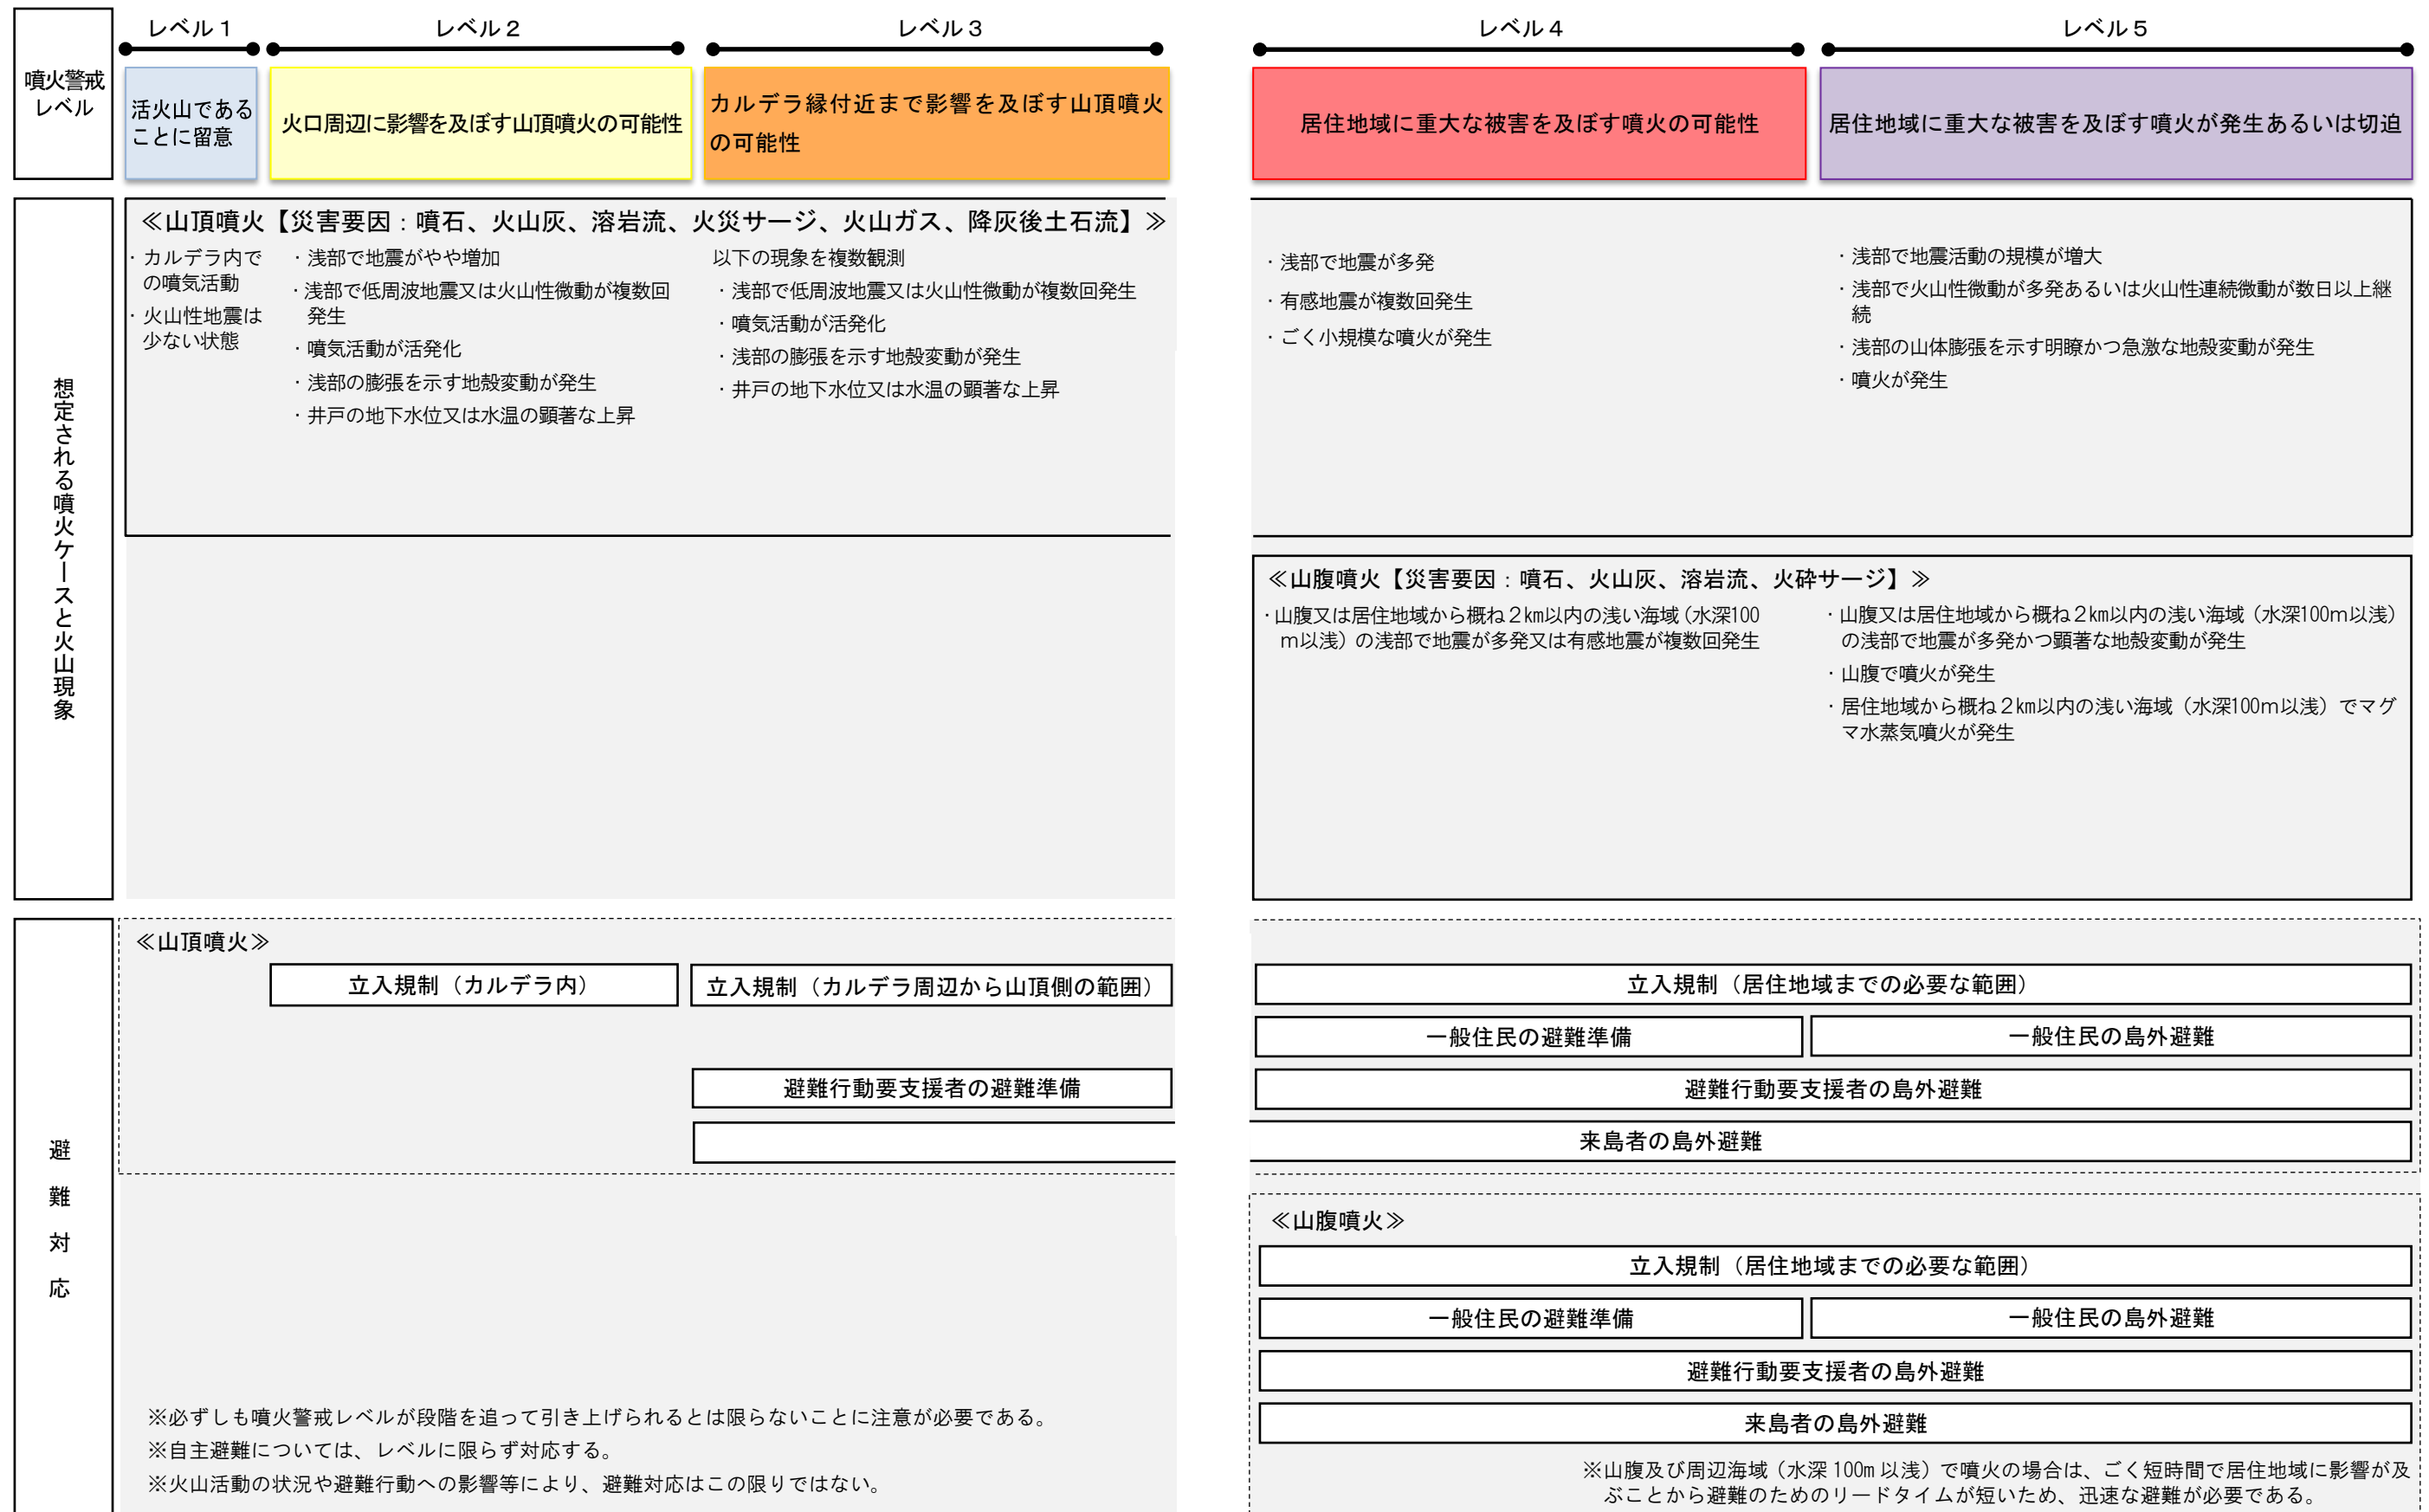 噴火警戒
レベル
レベル1
レベル2
レベル3
レベル4
レベル5
活火山である
ことに留意
火口周辺に影響を及ぼす山頂噴火の可能性
カルデラ縁付近まで影響を及ぼす山頂噴火
の可能性
居住地域に重大な被害を及ぼす噴火の可能性
居住地域に重大な被害を及ぼす噴火が発生あるいは切迫
想定される噴火ケースと火山現象
≪山頂噴火【災害要因：噴石、火山灰、溶岩流、火災サージ、火山ガス、降灰後土石流】≫
・カルデラ内で
の噴気活動
・火山性地震は
少ない状態
・浅部で地震がやや増加
・浅部で低周波地震又は火山性微動が複数回
発生
・噴気活動が活発化
・浅部の膨張を示す地殻変動が発生
・井戸の地下水位又は水温の顕著な上昇
以下の現象を複数観測
・浅部で低周波地震又は火山性微動が複数回発生
・噴気活動が活発化
・浅部の膨張を示す地殻変動が発生
・井戸の地下水位又は水温の顕著な上昇
・浅部で地震が多発
・有感地震が複数回発生
・ごく小規模な噴火が発生
・浅部で地震活動の規模が増大
・浅部で火山性微動が多発あるいは火山性連続微動が数日以上継
続
・浅部の山体膨張を示す明瞭かつ急激な地殻変動が発生
・噴火が発生
≪山腹噴火【災害要因：噴石、火山灰、溶岩流、火砕サージ】≫
・山腹又は居住地域から概ね２㎞以内の浅い海域（水深100
ｍ以浅）の浅部で地震が多発又は有感地震が複数回発生
・山腹又は居住地域から概ね２㎞以内の浅い海域（水深100ｍ以浅）
の浅部で地震が多発かつ顕著な地殻変動が発生
・山腹で噴火が発生
・居住地域から概ね２㎞以内の浅い海域（水深100ｍ以浅）でマグ
マ水蒸気噴火が発生
避難対応
≪山頂噴火≫
立入規制（カルデラ内）
立入規制（カルデラ周辺から山頂側の範囲）
立入規制（居住地域までの必要な範囲）
一般住民の避難準備
一般住民の島外避難
避難行動要支援者の避難準備
避難行動要支援者の島外避難
来島者の島外避難
≪山腹噴火≫
立入規制（居住地域までの必要な範囲）
一般住民の避難準備
一般住民の島外避難
避難行動要支援者の島外避難
来島者の島外避難
※必ずしも噴火警戒レベルが段階を追って引き上げられるとは限らないことに注意が必要である。
※自主避難については、レベルに限らず対応する。
※火山活動の状況や避難行動への影響等により、避難対応はこの限りではない。
※山腹及び周辺海域（水深 100m 以浅）で噴火の場合は、ごく短時間で居住地域に影響が及
ぶことから避難のためのリードタイムが短いため、迅速な避難が必要である。